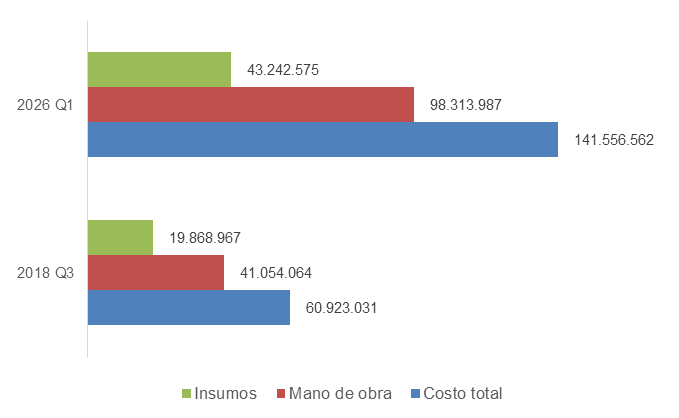 43.242.575
2026 Q1
98.313.987
141.556.562
19.868.967
2018 Q3
41.054.064
60.923.031
Insumos Mano de obra Costo total